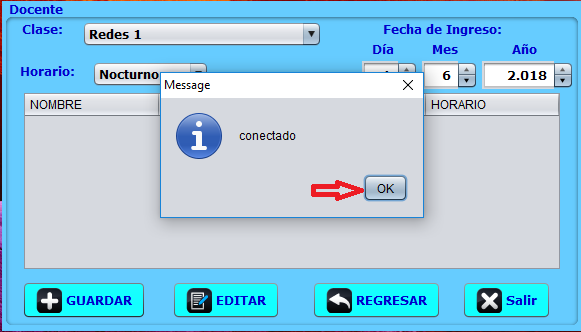 Docente
Clase: Redes 1 Fecha de Ingreso:
Día Mes Año
Horario: Nocturno 6 2.018
Message
NOMBRE HORARIO
conectado
OK
GUARDAR EDITAR REGRESAR Salir